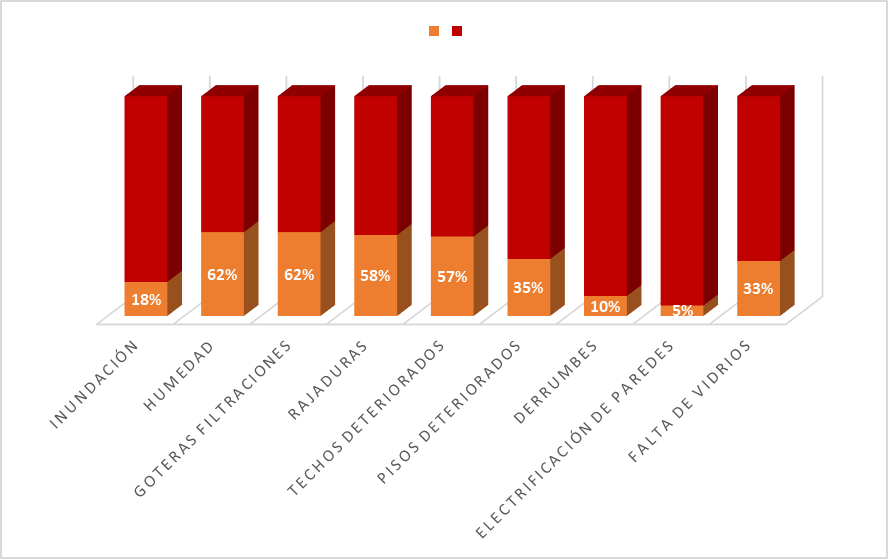 18%
62%
62%
58%
57%
35%
10%
5%
33%
INUNDACIÓN
HUMEDAD
GOTERAS FILTRACIONES
RAJADURAS
TECHOS DETERIORADOS
PISOS DETERIORADOS
DERRUMBES
ELECTRIFICACIÓN DE PAREDES
FALTA DE VIDRIOS